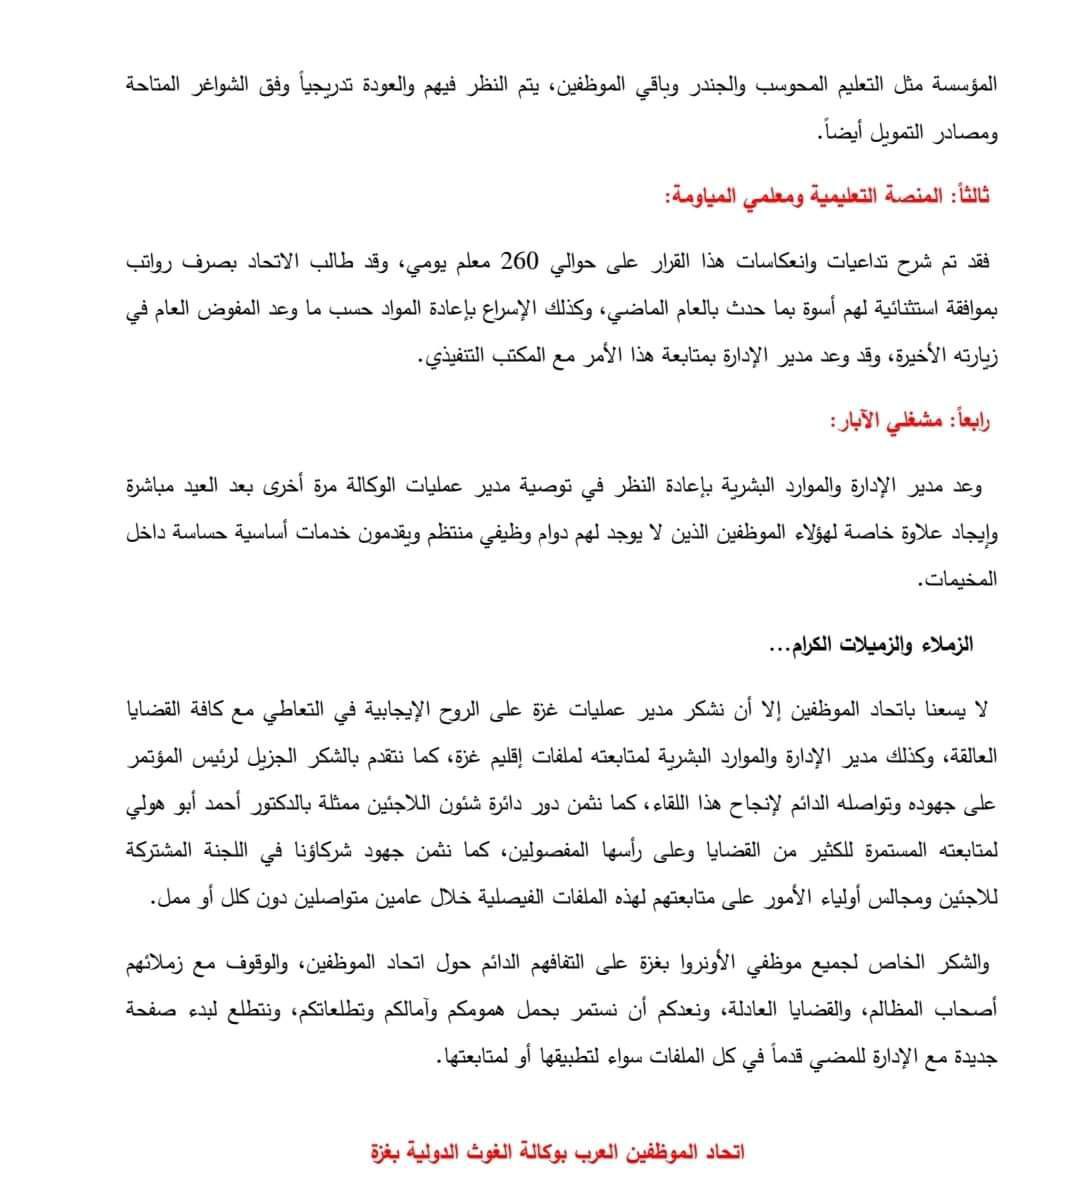 المؤسسة مثل التعليم المحوسب والجندر وباقي الموظفين، يتم النظر فيهم والعودة تدريجياً وفق الشواغر المتاحة
ومصادر التمويل أيضاً.
ثالثاً: المنصة التعليمية ومعلمي المياومة:
فقد تم شرح تداعيات وانعكاسات هذا القرار على حوالي 260 معلم يومي، وقد طالب الاتحاد بصرف رواتب
بموافقة استثنائية لهم أسوة بما حدث بالعام الماضي، وكذلك الإسراع بإعادة المواد حسب ما وعد المفوض العام في
زيارته الأخيرة، وقد وعد مدير الإدارة بمتابعة هذا الأمر مع المكتب التنفيذي.
رابعاً: مشغلي الآبار:
وعد مدير الإدارة والموارد البشرية بإعادة النظر في توصية مدير عمليات الوكالة مرة أخرى بعد العيد مباشرة
وإيجاد علاوة خاصة لهؤلاء الموظفين الذين لا يوجد لهم دوام وظيفي منتظم ويقدمون خدمات أساسية حساسة داخل
المخيمات.
الزملاء والزميلات الكرام...
لا يسعنا باتحاد الموظفين إلا أن نشكر مدير عمليات غزة على الروح الإيجابية في التعاطي مع كافة القضايا
العالقة، وكذلك مدير الإدارة والموارد البشرية لمتابعته لملفات إقليم غزة، كما نتقدم بالشكر الجزيل لرئيس المؤتمر
على جهوده وتواصله الدائم لإنجاح هذا اللقاء، كما نثمن دور دائرة شئون اللاجئين ممثلة بالدكتور أحمد أبو هولي
لمتابعته المستمرة للكثير من القضايا وعلى رأسها المفصولين، كما نثمن جهود شركاؤنا في اللجنة المشتركة
للاجئين ومجالس أولياء الأمور على متابعتهم لهذه الملفات الفيصلية خلال عامين متواصلين دون كلل أو ممل.
والشكر الخاص لجميع موظفي الأونروا بغزة على التفافهم الدائم حول اتحاد الموظفين، والوقوف مع زملائهم
أصحاب المظالم، والقضايا العادلة، ونعدكم أن نستمر بحمل همومكم وآمالكم وتطلعاتكم، ونتطلع لبدء صفحة
جديدة مع الإدارة للمضي قدماً في كل الملفات سواء لتطبيقها أو لمتابعتها.
اتحاد الموظفين العرب بوكالة الغوث الدولية بغزة